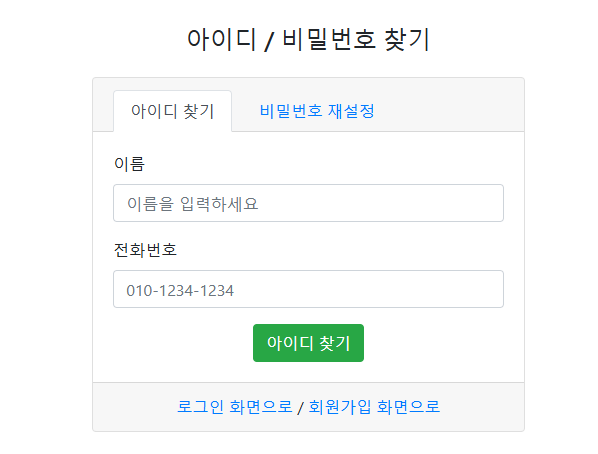 아이디 / 비밀번호 찾기
아이디 찾기 비밀번호 재설정
이름
이름을 입력하세요
전화번호
010-1234-1234
아이디 찾기
로그인 화면으로 / 회원가입 화면으로